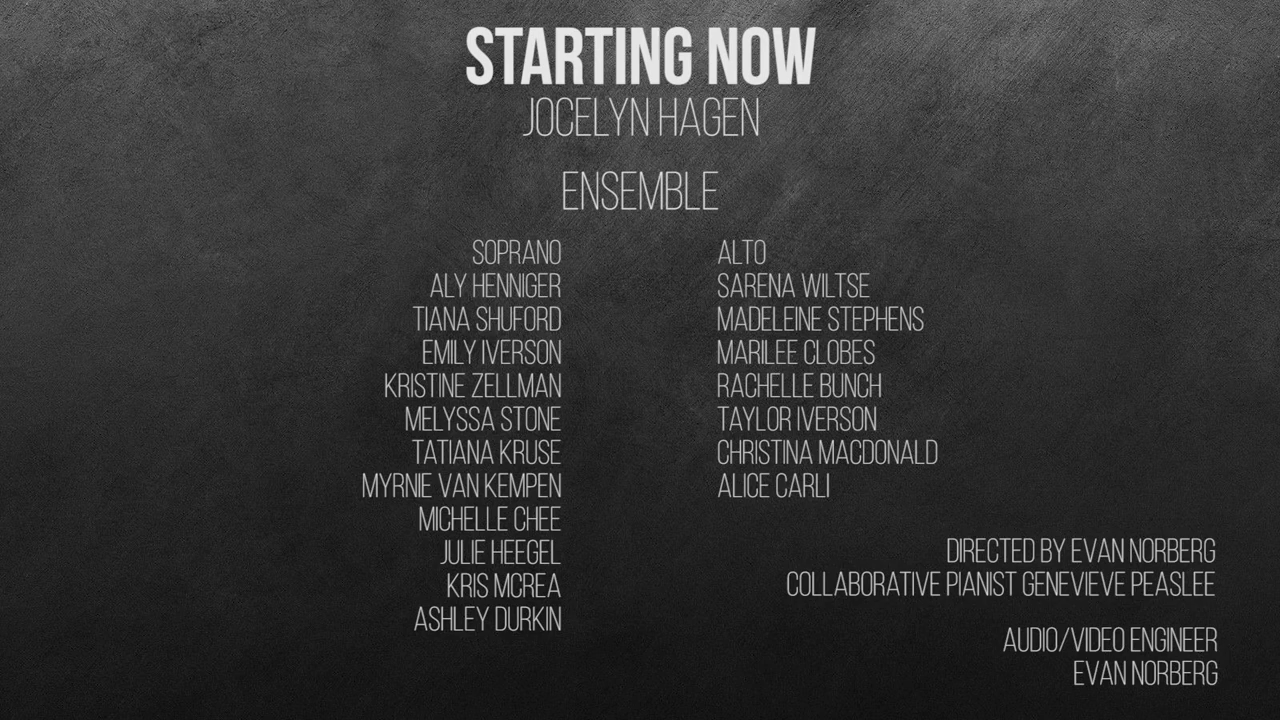 STARTING NOW
JOCELYN HAGEN
ENSEMBLE
SOPRANO
ALY HENNIGER
TIANA SHUFORD
EMILY IVERSON
KRISTINE ZELLMAN
MELYSSA STONE
TATIANA KRUSE
MYRNIE VAN KEMPEN
MICHELLE CHEE
JULIE HEEGEL
KRIS MCREA
ASHLEY DURKIN
ALTO
SARENA WILTSE
MADELEINE STEPHENS
MARILEE CLOBES
RACHELLE BUNCH
TAYLOR IVERSON
CHRISTINA MACDONALD
ALICE CARLI
DIRECTED BY EVAN NORBERG
COLLABORATIVE PIANIST GENEVIEVE PEASLEE
AUDIO/VIDEO ENGINEER
EVAN NORBERG